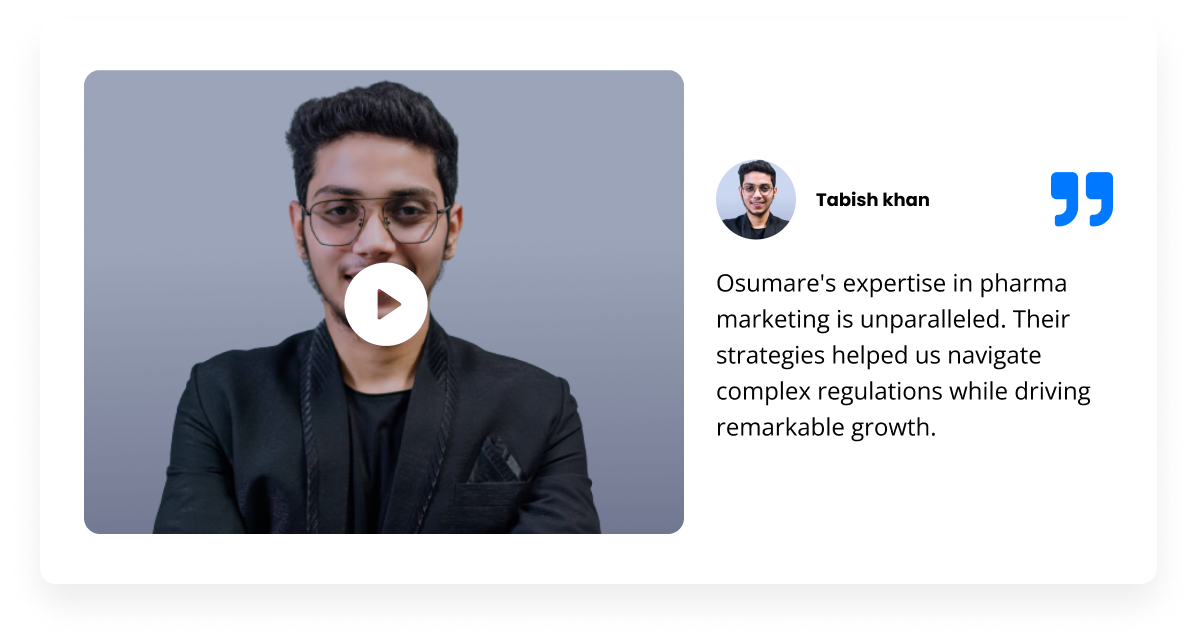 Tabish khan
Osumare's expertise in pharma
marketing is unparalleled. Their
strategies helped us navigate
complex regulations while driving
remarkable growth.